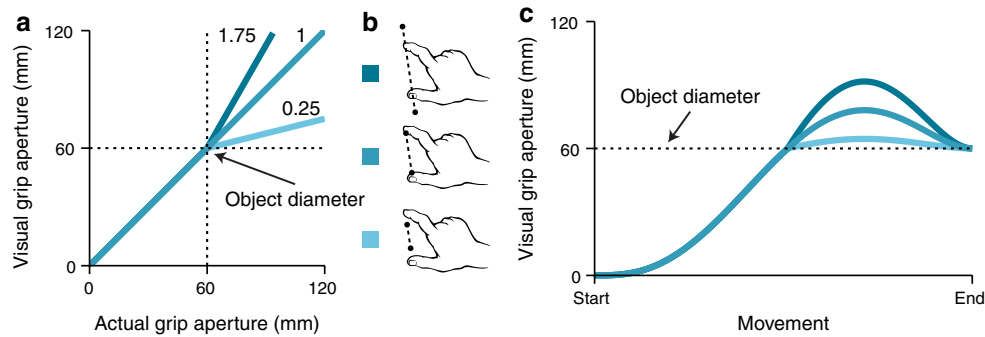 a
Visual grip aperture (mm)
120
60
0
0
60
120
Actual grip aperture (mm)
1.75
1
0.25
Object diameter
b
c
Visual grip aperture (mm)
120
60
0
Object diameter
Start
End
Movement